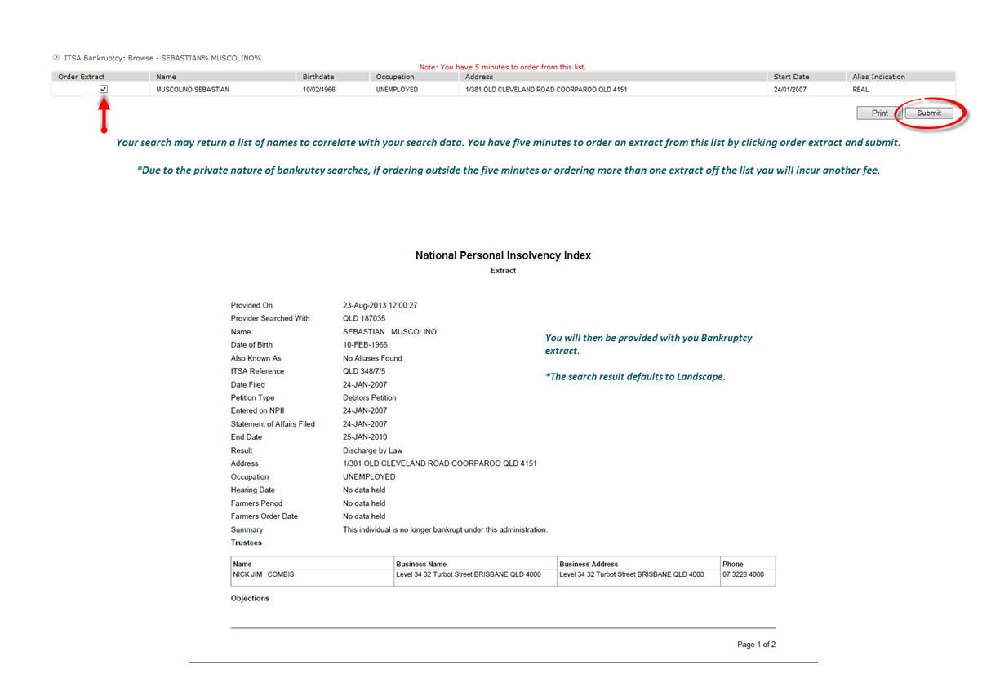 ITSA Bankruptcy: Browse - SEBASTIAN% MUSCOLINO%
Note: You have 5 minutes to order from this list.
Order Extract Name Birthdate Occupation Address Start Date Alias Indication
MUSCOLINO SEBASTIAN 10/02/1966 UNEMPLOYED 1/381 OLD CLEVELAND ROAD COORPAROO QLD 4151 24/01/2007 REAL
Print Submit
Your search may return a list of names to correlate with your search data. You have five minutes to order an extract from this list by clicking order extract and submit.
*Due to the private nature of bankrutcy searches, if ordering outside the five minutes or ordering more than one extract off the list you will incur another fee.
National Personal Insolvency Index
Extract
Provided On 23-Aug-2013 12:00:27
Provider Searched With QLD 187035
Name SEBASTIAN MUSCOLINO
Date of Birth 10-FEB-1966
Also Known As No Aliases Found
ITSA Reference QLD 348/7/5
Date Filed 24-JAN-2007
Petition Type Debtors Petition
Entered on NPII 24-JAN-2007
Statement of Affairs Filed 24-JAN-2007
End Date 25-JAN-2010
Result Discharge by Law
Address 1/381 OLD CLEVELAND ROAD COORPAROO QLD 4151
Occupation UNEMPLOYED
Hearing Date No data held
Farmers Period No data held
Farmers Order Date No data held
Summary This individual is no longer bankrupt under this administration.
You will then be provided with you Bankruptcy
extract.
*The search result defaults to Landscape.
Trustees
Name Business Name Business Address Phone
NICK JIM COMBIS Level 34 32 Turbot Street BRISBANE QLD 4000 Level 34 32 Turbot Street BRISBANE QLD 4000 07 3228 4000
Objections
Page 1 of 2